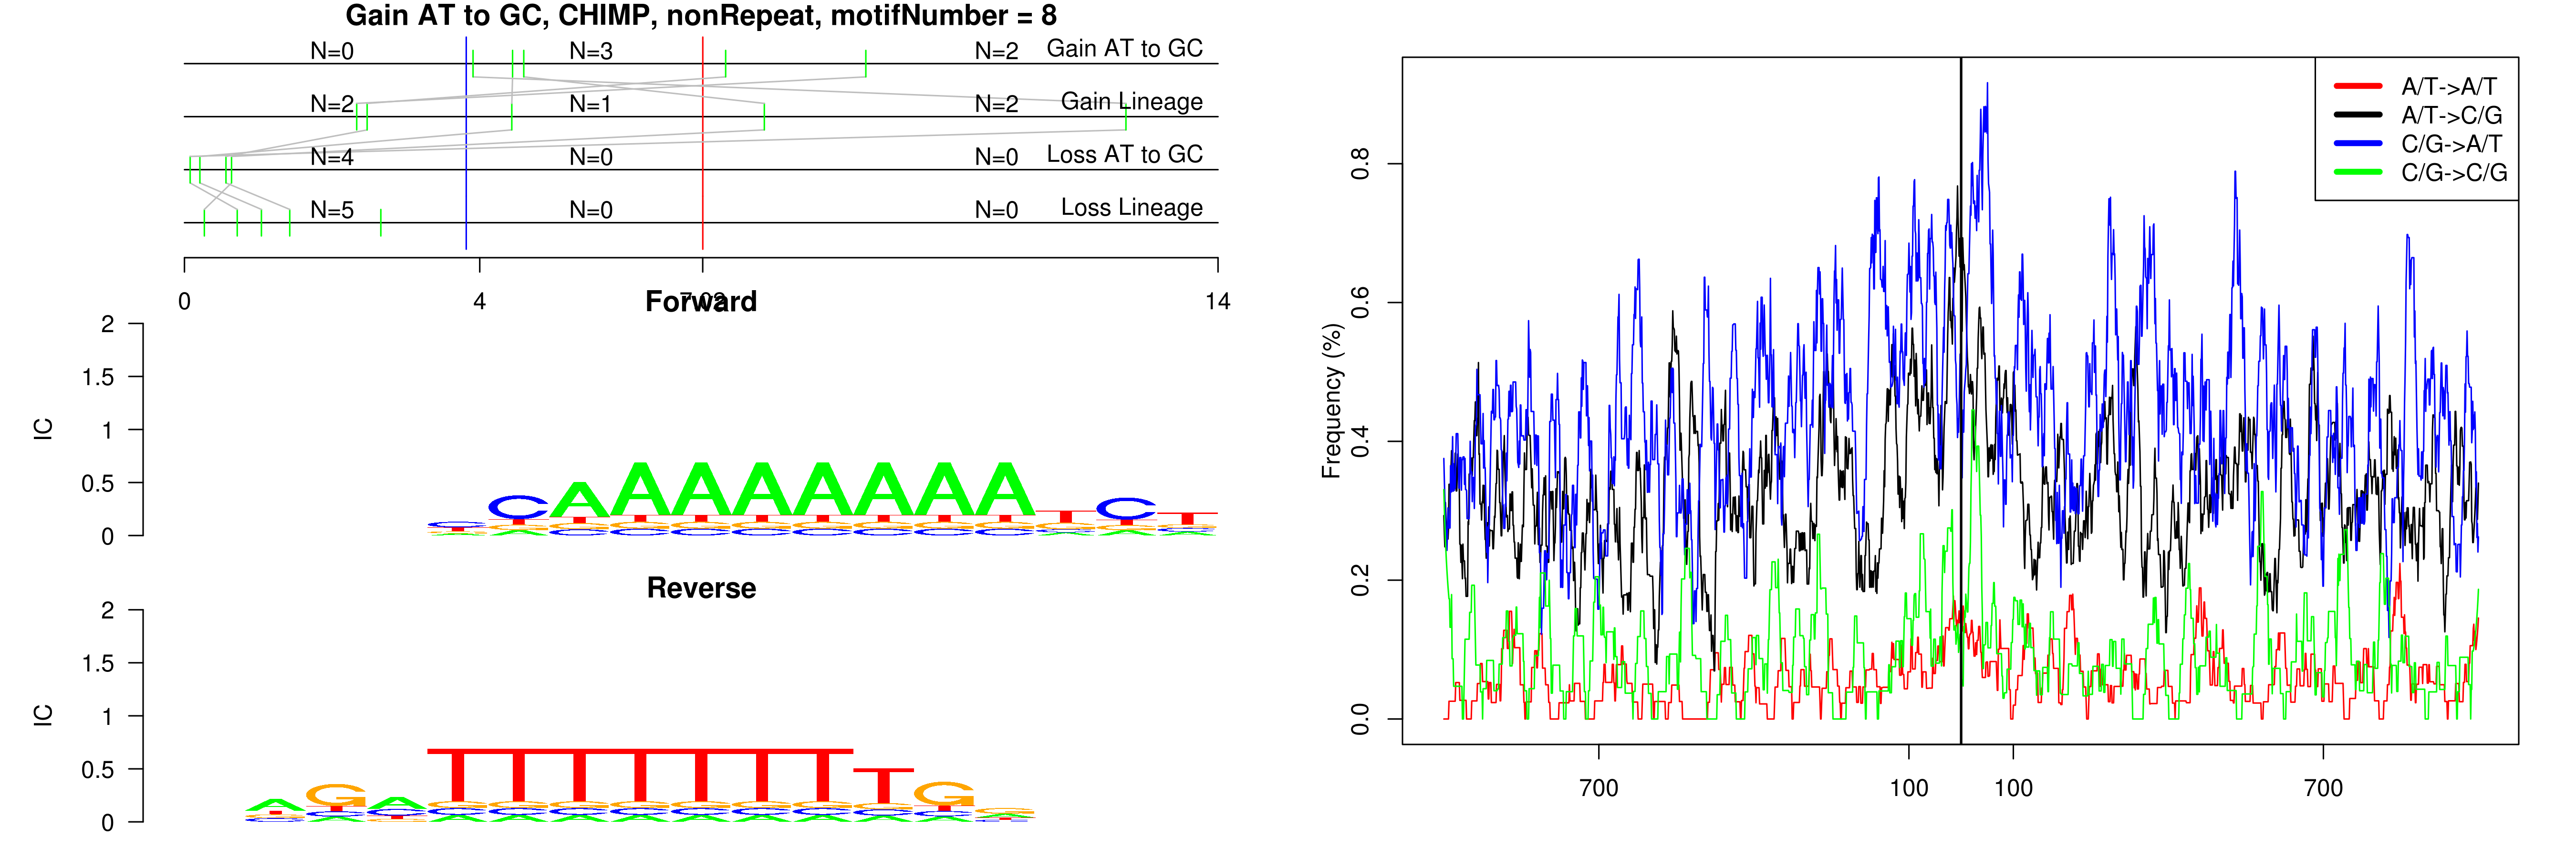 Gain AT to GC, CHIMP, nonRepeat, motifNumber = 8
N=0 N=3 N=2 Gain AT to GC
N=2 N=1 N=2 Gain Lineage
N=4 N=0 N=0 Loss AT to GC
N=5 N=0 N=0 Loss Lineage
0 4 14
Forward
2
1.5
1
0.5
0
IC
C A A A A A A A A T C T
Reverse
2
1.5
1
0.5
0
IC
A G A T T T T T T T T G
A/T->A/T
A/T->C/G
C/G->A/T
C/G->C/G
Frequency (%)
0.8
0.6
0.4
0.2
0.0
700 100 100 700